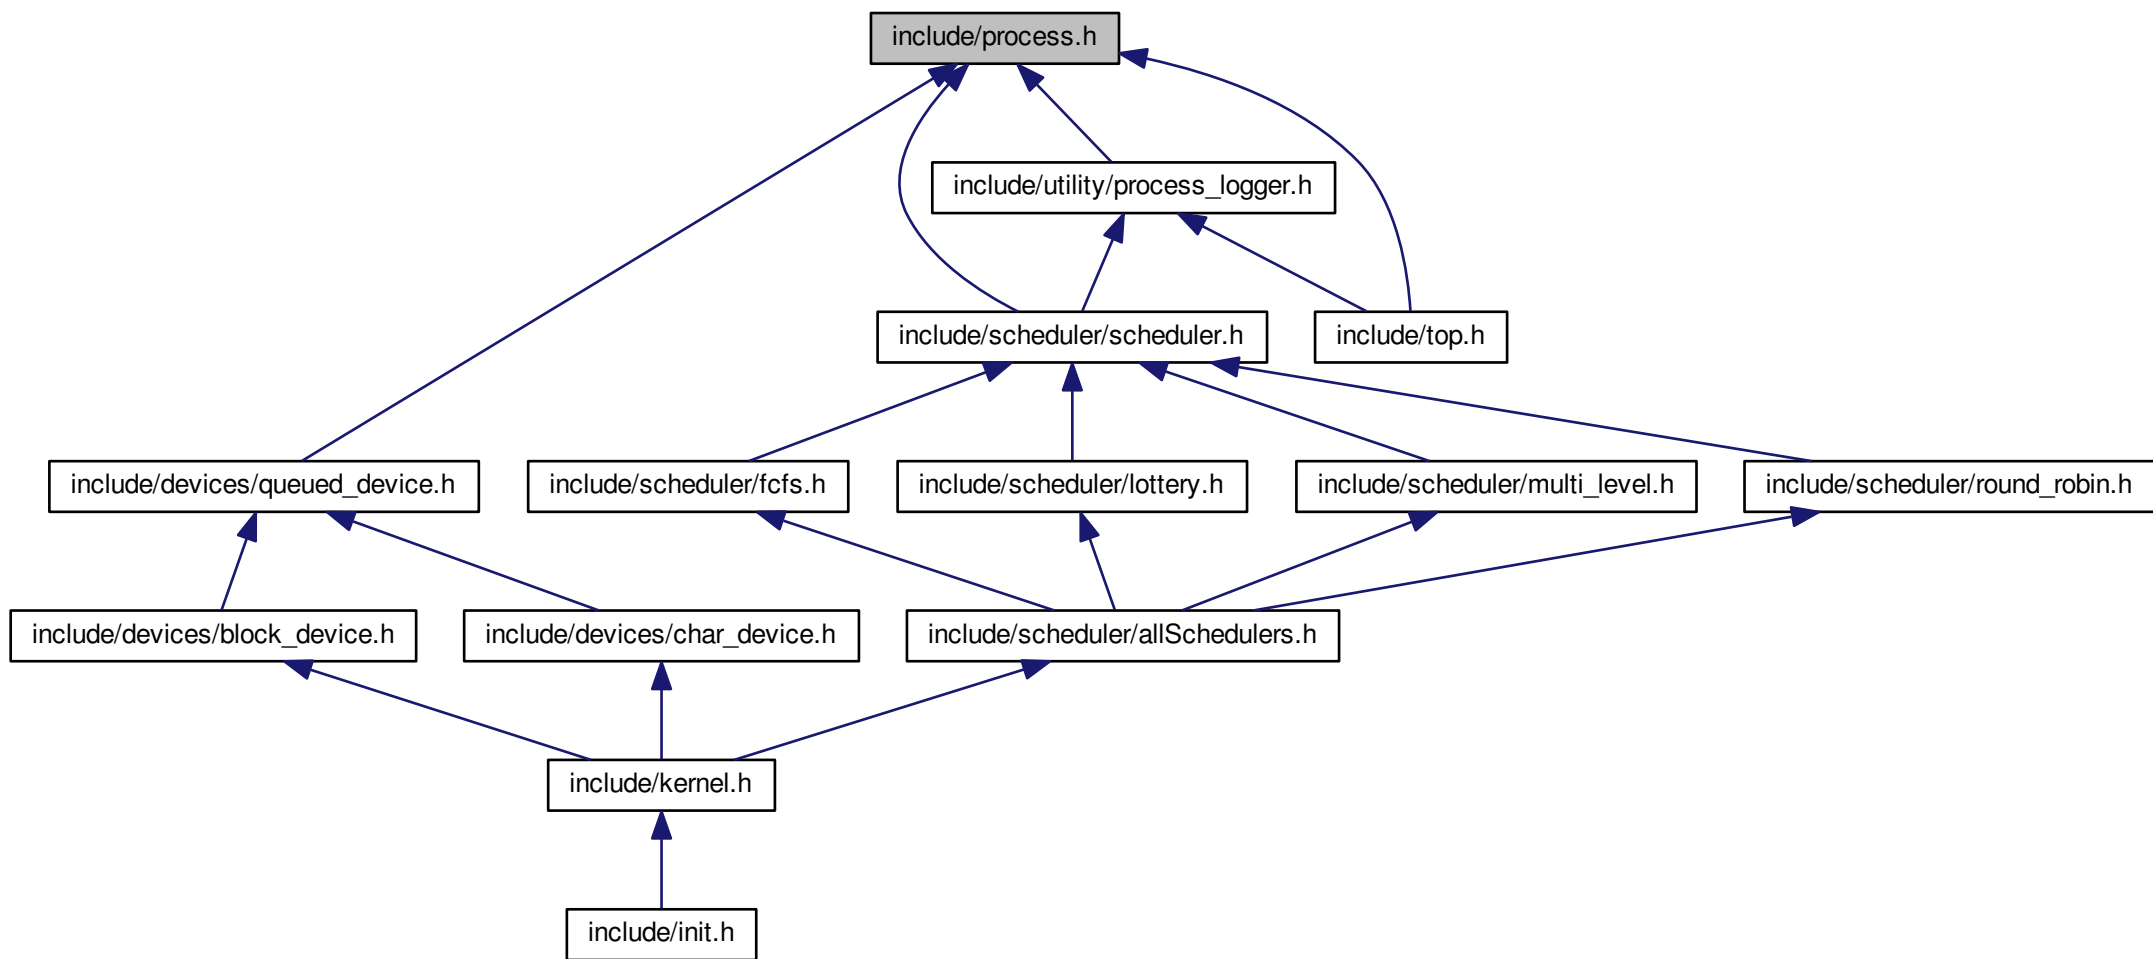 include/process.h
include/utility/process_logger.h
include/scheduler/scheduler.h
include/top.h
include/devices/queued_device.h
include/scheduler/fcfs.h
include/scheduler/lottery.h
include/scheduler/multi_level.h
include/scheduler/round_robin.h
include/devices/block_device.h
include/devices/char_device.h
include/scheduler/allSchedulers.h
include/kernel.h
include/init.h